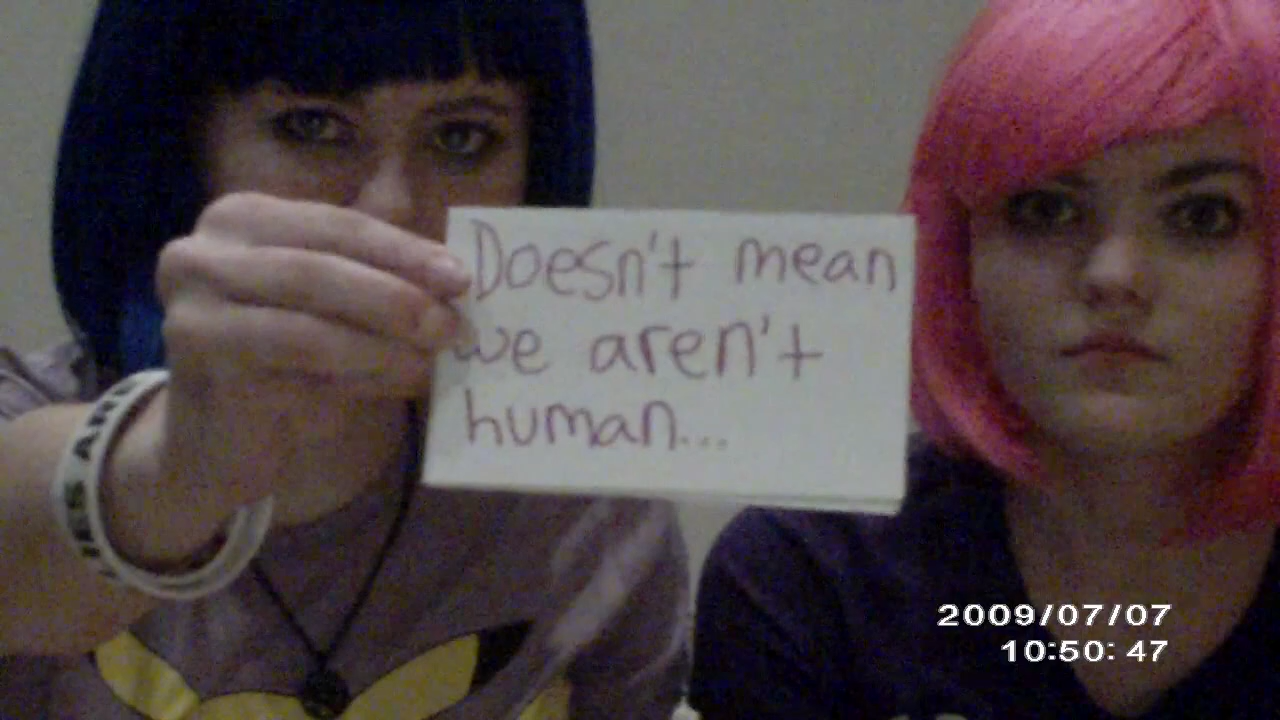 Doesn't mean
we aren't
human...
2009/07/07
10:50: 47